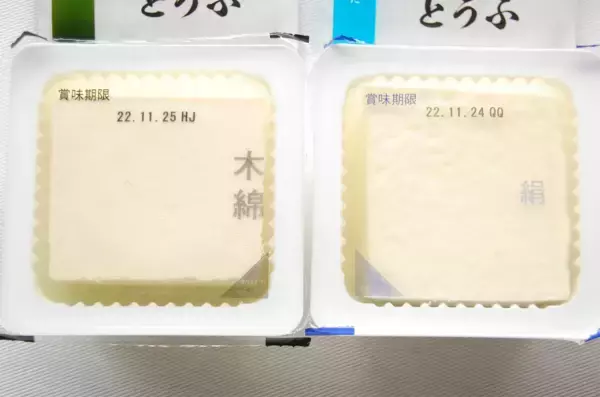 とうふ
賞味期限
22.11.25 HJ
木綿
とうふ
賞味期限
22.11.24 QQ
絹